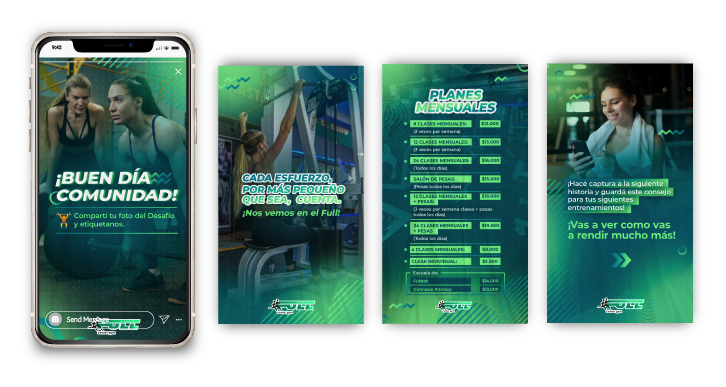 9:42
¡BUEN DÍA
COMUNIDAD!
Compartí tu foto del Desafío
y etiquetanos.
Send Message
FULL
CADA ESFUERZO,
POR MÁS PEQUEÑO
QUE SEA, CUENTA.
¡Nos vemos en el Full!
FULL
PLANES
MENSUALES
8 CLASES MENSUALES: $12.000
(2 veces por semana)
12 CLASES MENSUALES: $13.000
(3 veces por semana)
24 CLASES MENSUALES $16.000
(Todos los días)
SALÓN DE PESAS: $13.000
(Pesas todos los días)
12 CLASES MENSUALES $18.000
+ PESAS
(3 veces por semana clases + pesas
todos los días)
24 CLASES MENSUALES $19.500
+ PESAS
(Todos los días)
4 CLASES MENSUALES: $8.000
CLASE INDIVIDUAL: $2.500
Escuela de:
Fútbol: $14.000
Gimnasia Rítmica: $13.000
FULL
¡Hacé captura a la siguiente
historia y guardá este consejo
para tus siguientes
entrenamientos!
¡Vas a ver como vas
a rendir mucho más!
FULL